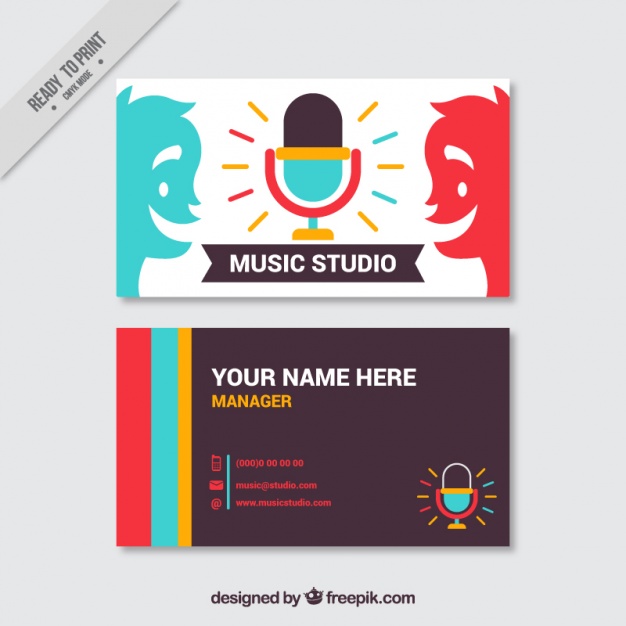 READY TO PRINT
CMYK MODE
MUSIC STUDIO
YOUR NAME HERE
MANAGER
(000)0 00 00 00
music@studio.com
@ www.musicstudio.com
designed by freepik.com